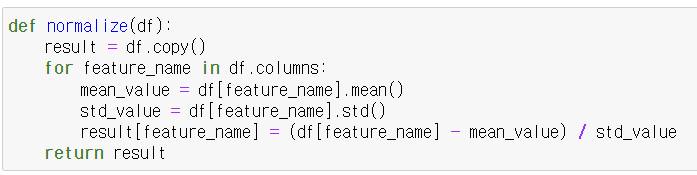 def normalize(df):
    result = df.copy()
    for feature_name in df.columns:
        mean_value = df[feature_name].mean()
        std_value = df[feature_name].std()
        result[feature_name] = (df[feature_name] - mean_value) / std_value
    return result